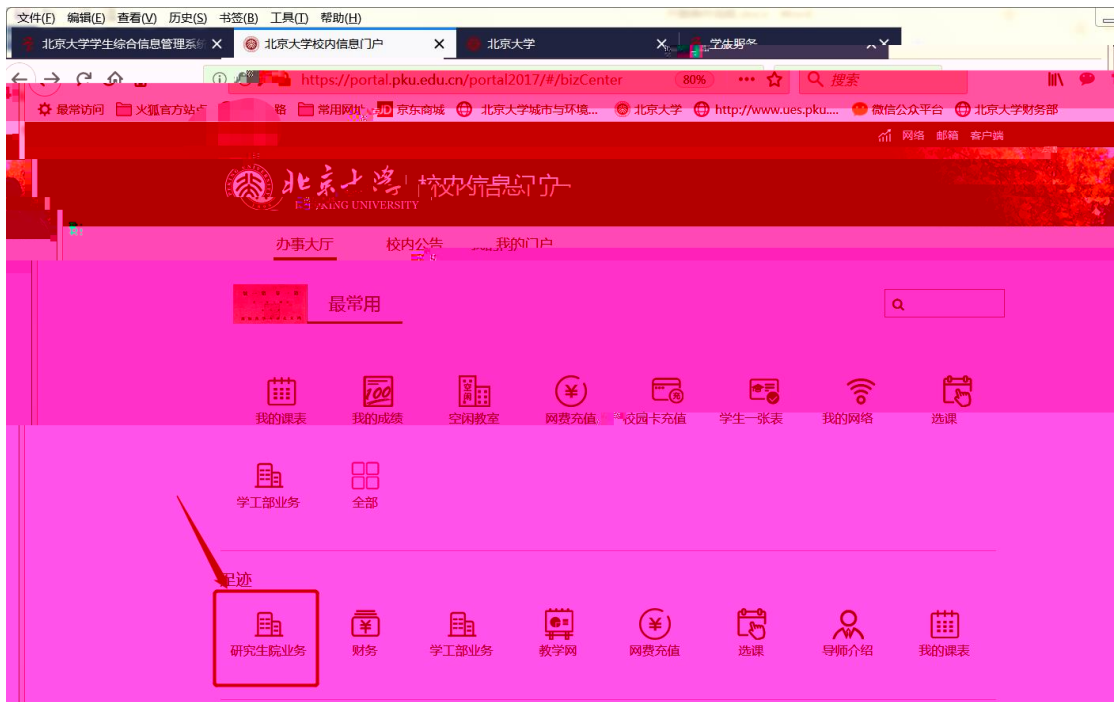 文件(F) 编辑(E) 查看(V) 历史(S) 书签(B) 工具(T) 帮助(H)
北京大学学生综合信息管理系统 × 北京大学校内信息门户 × 北京大学 ×
https://portal.pku.edu.cn/portal2017/#/bizCenter 80% ••• 搜索
最常访问 火狐官方站点 常用网址 JD 京东商城 北京大学城市与环境... 北京大学 http://www.ues.pku.... 微信公众平台 北京大学财务部
网络 邮箱 客户端
北京大学 校内信息门户
PEKING UNIVERSITY
办事大厅 校内公告 我的门户
最常用
我的课表 我的成绩 空闲教室 网费充值 校园卡充值 学生一张表 我的网络 选课
学工部业务 全部
足迹
研究生院业务 财务 学工部业务 教学网 网费充值 选课 导师介绍 我的课表